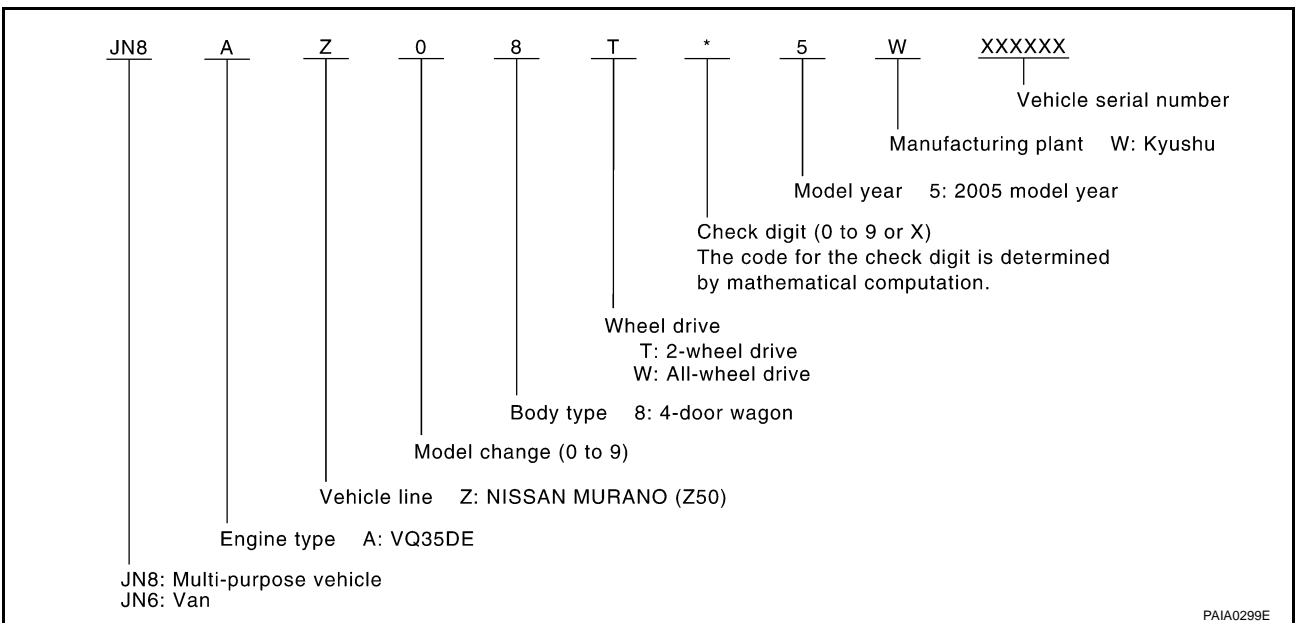 JN8 A Z 0 8 T * 5 W XXXXXX
Vehicle serial number
Manufacturing plant W: Kyushu
Model year 5: 2005 model year
Check digit (0 to 9 or X)
The code for the check digit is determined
by mathematical computation.
Wheel drive
T: 2-wheel drive
W: All-wheel drive
Body type 8: 4-door wagon
Model change (0 to 9)
Vehicle line Z: NISSAN MURANO (Z50)
Engine type A: VQ35DE
JN8: Multi-purpose vehicle
JN6: Van
PAIA0299E